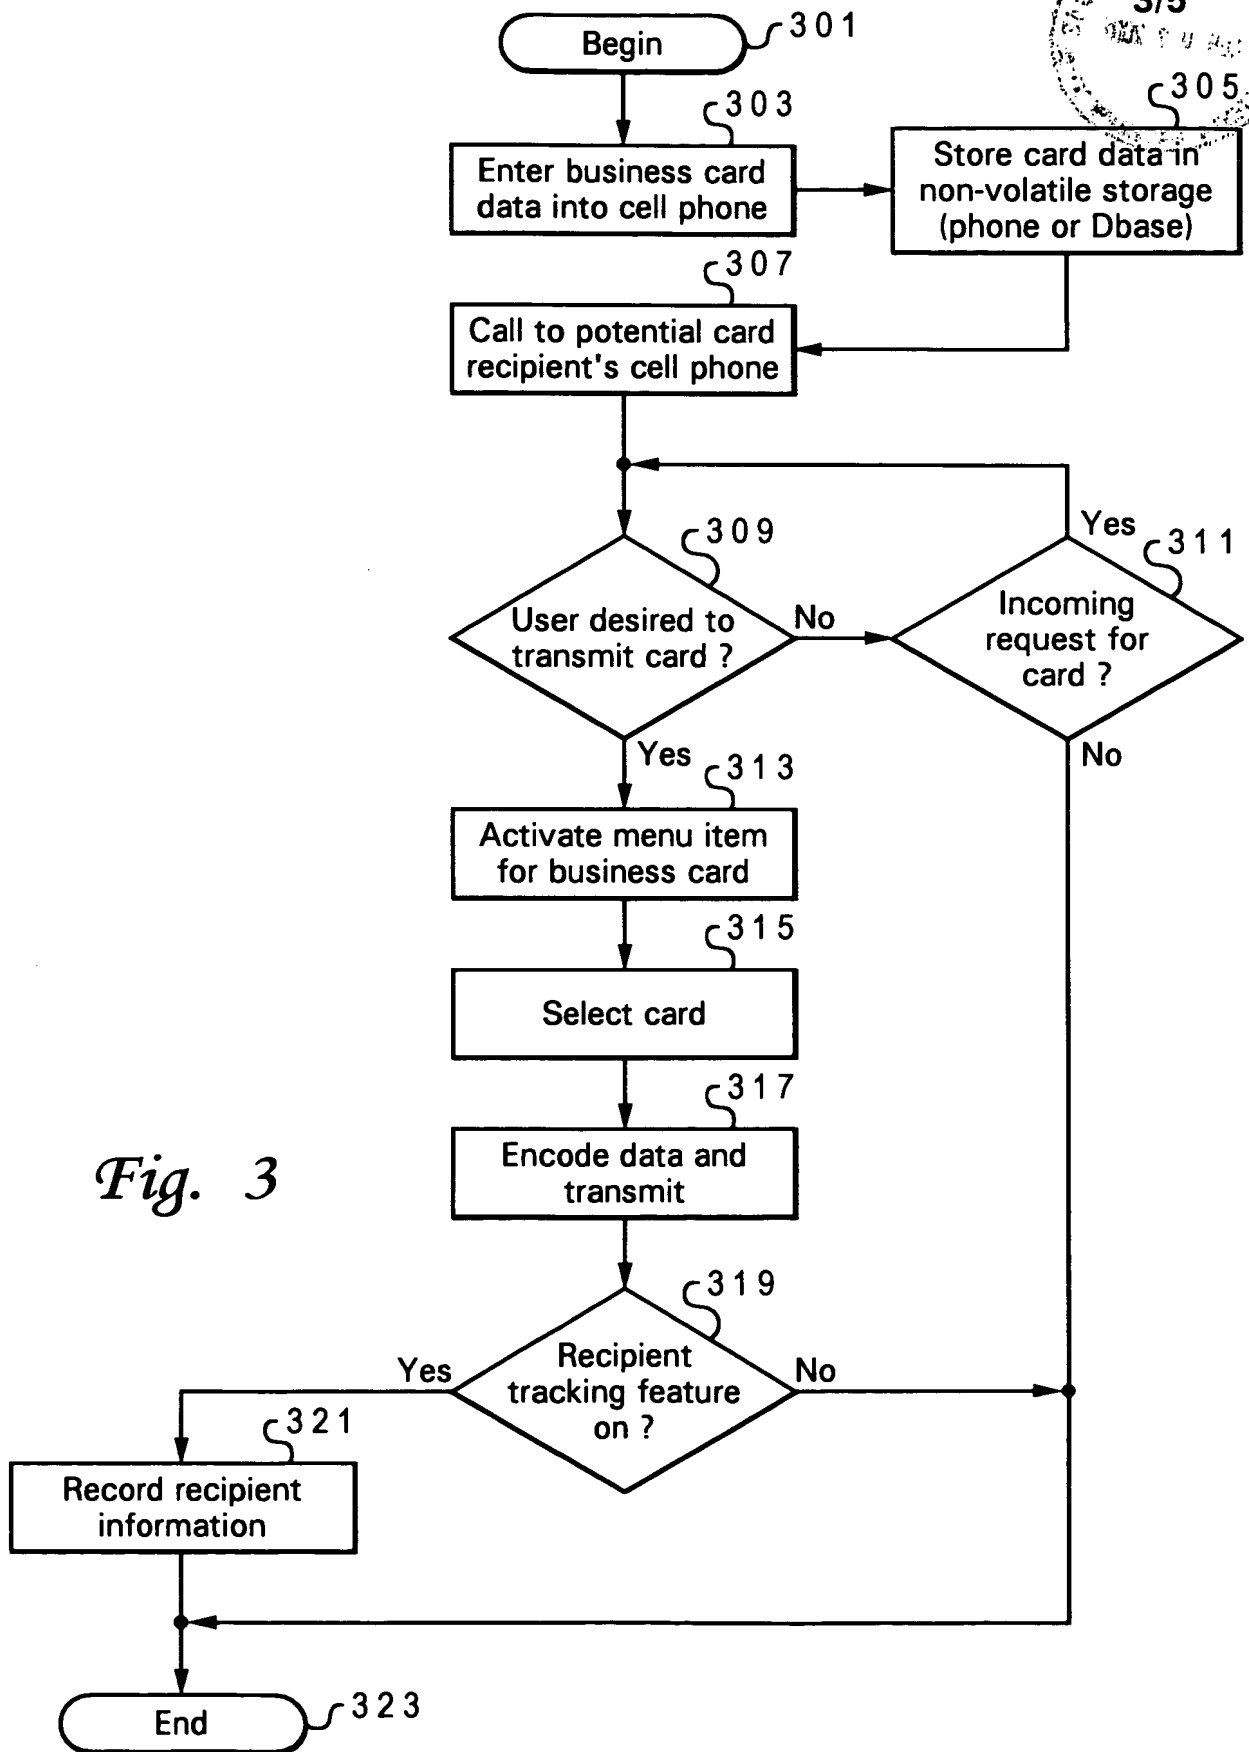 3/5
Begin
301
303
Enter business card
data into cell phone
305
Store card data in
non-volatile storage
(phone or Dbase)
307
Call to potential card
recipient's cell phone
309
User desired to
transmit card ?
No
Yes
311
Incoming
request for
card ?
Yes
No
313
Activate menu item
for business card
315
Select card
317
Encode data and
transmit
Fig. 3
319
Recipient
tracking feature
on ?
Yes
No
321
Record recipient
information
End
323